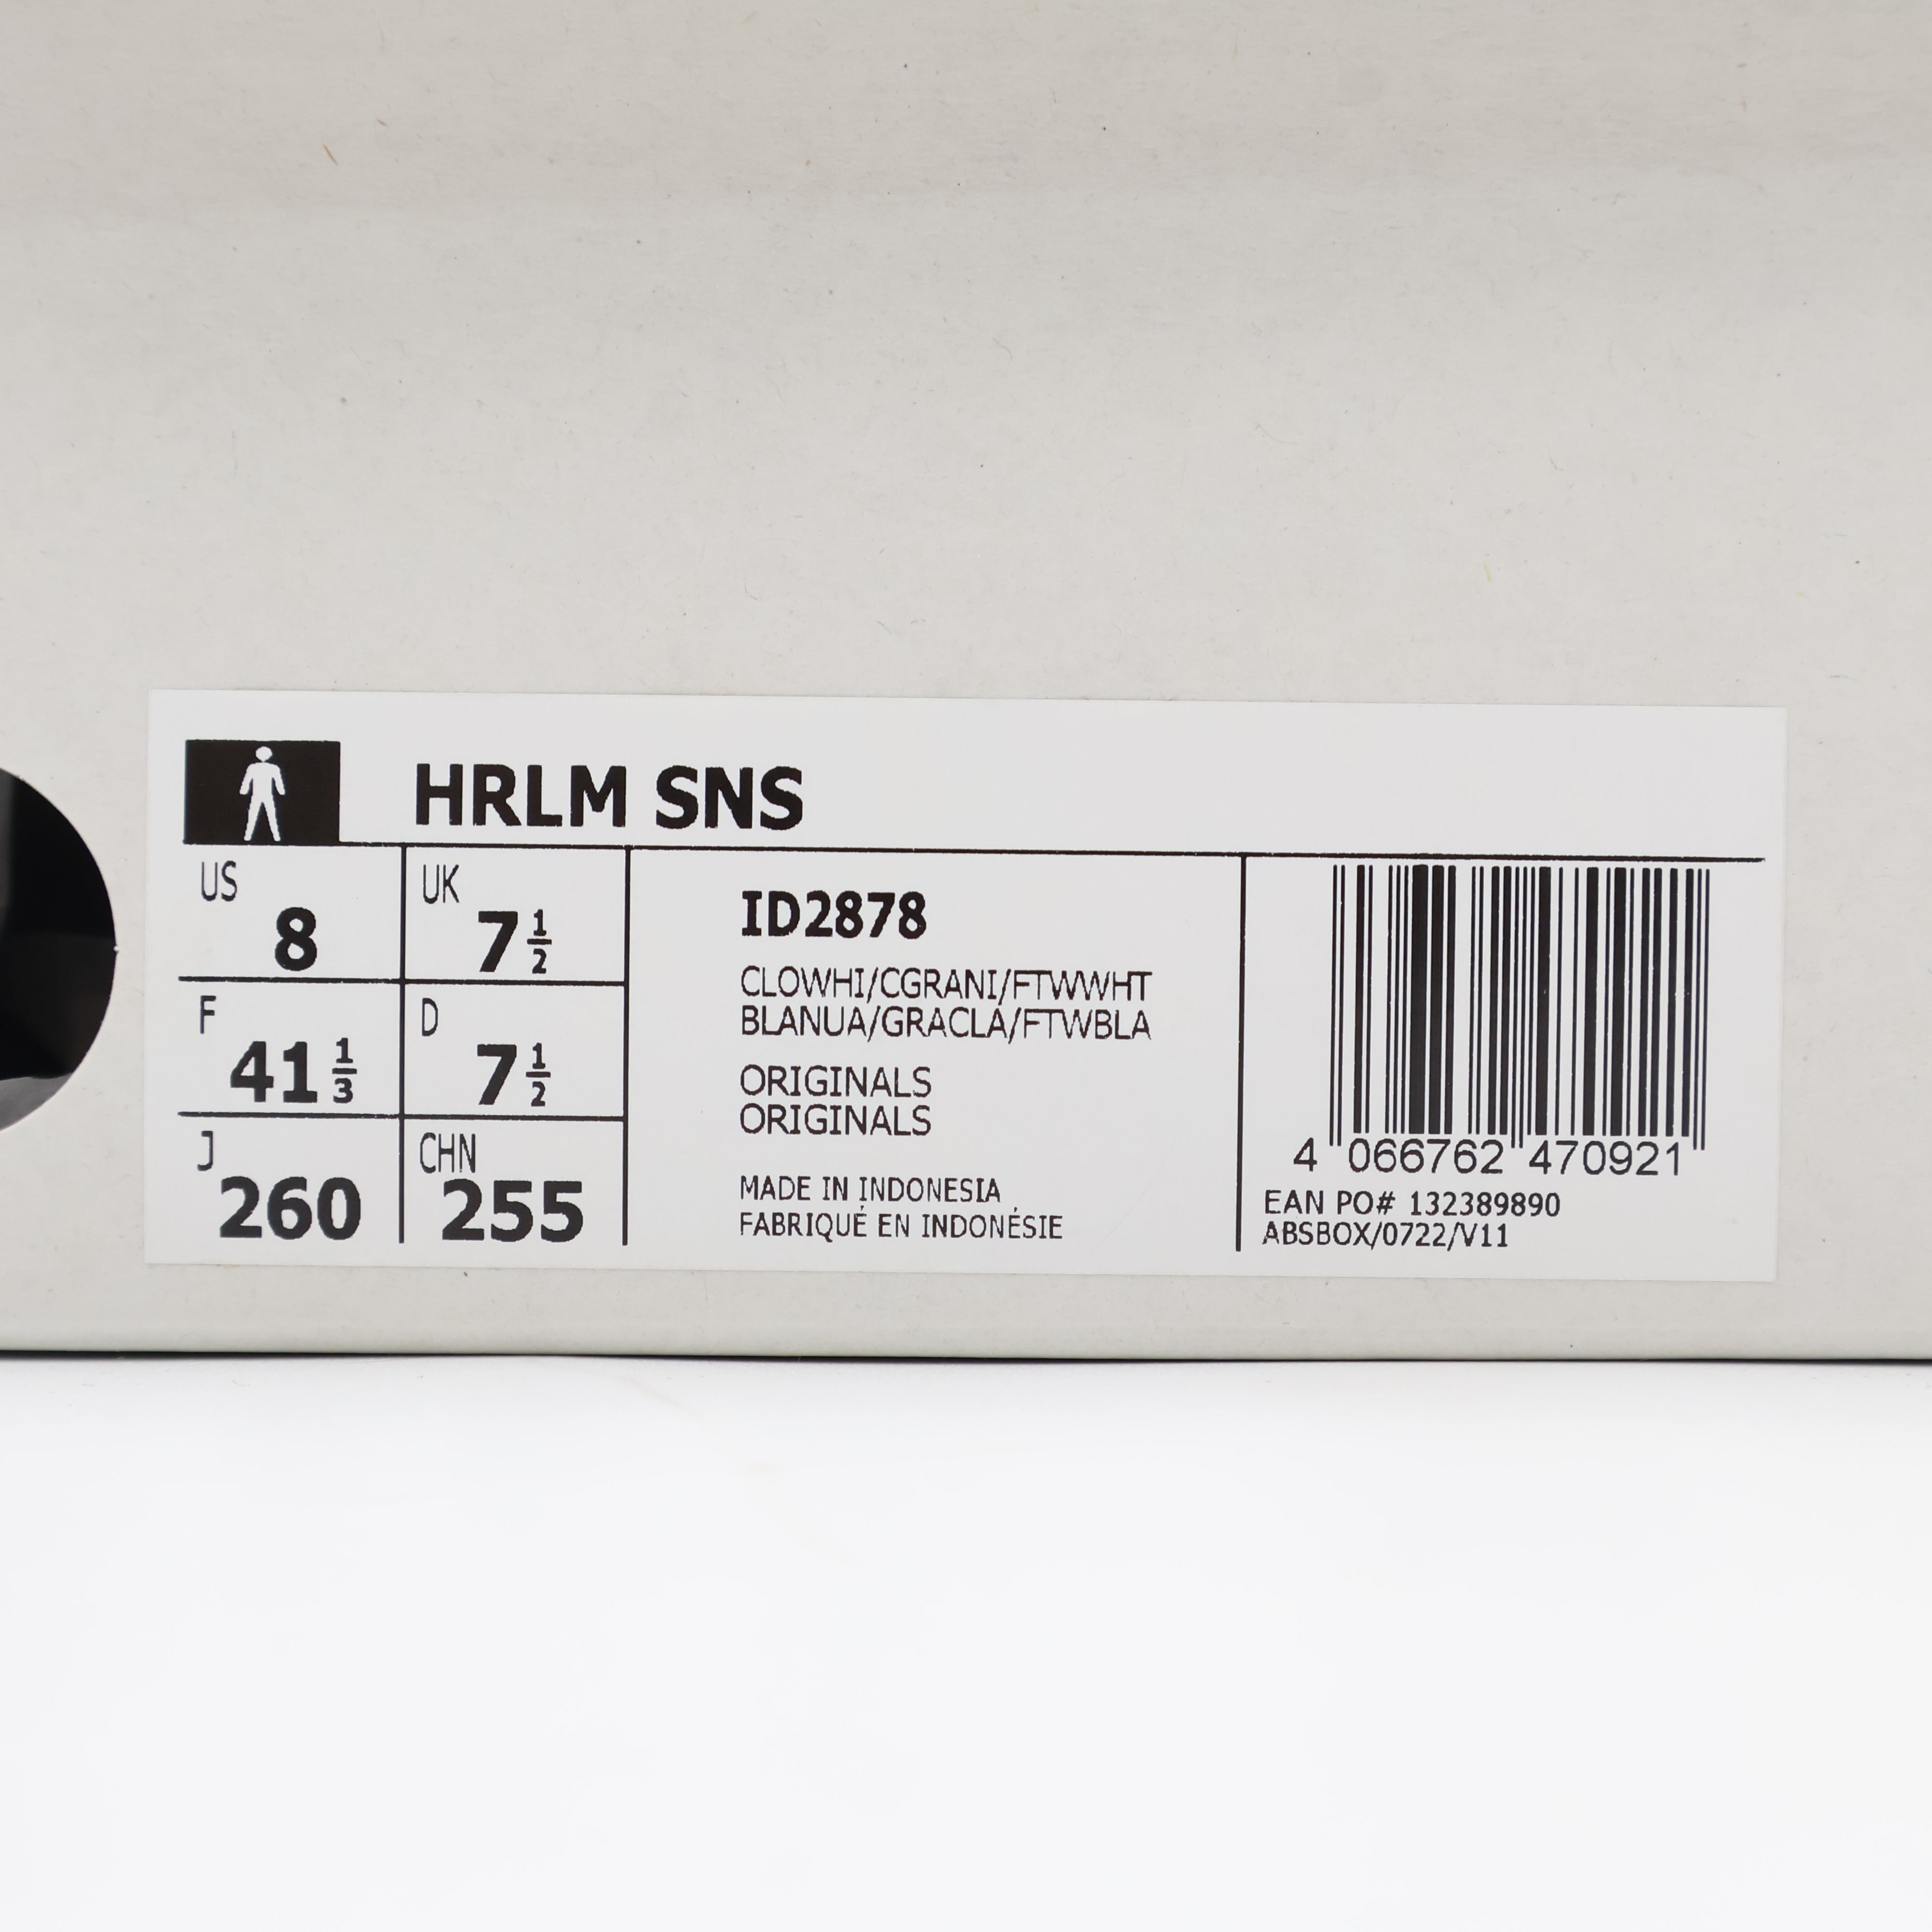 HRLM SNS
US
8
UK
7 1/2
F
41 1/3
D
7 1/2
J
260
CHN
255
ID2878
CLOWHI/CGRANI/FTWWHT
BLANUA/GRACLA/FTWBLA
ORIGINALS
ORIGINALS
MADE IN INDONESIA
FABRIQUÉ EN INDONÉSIE
4 066762 470921
EAN PO# 132389890
ABSBOX/0722/V11